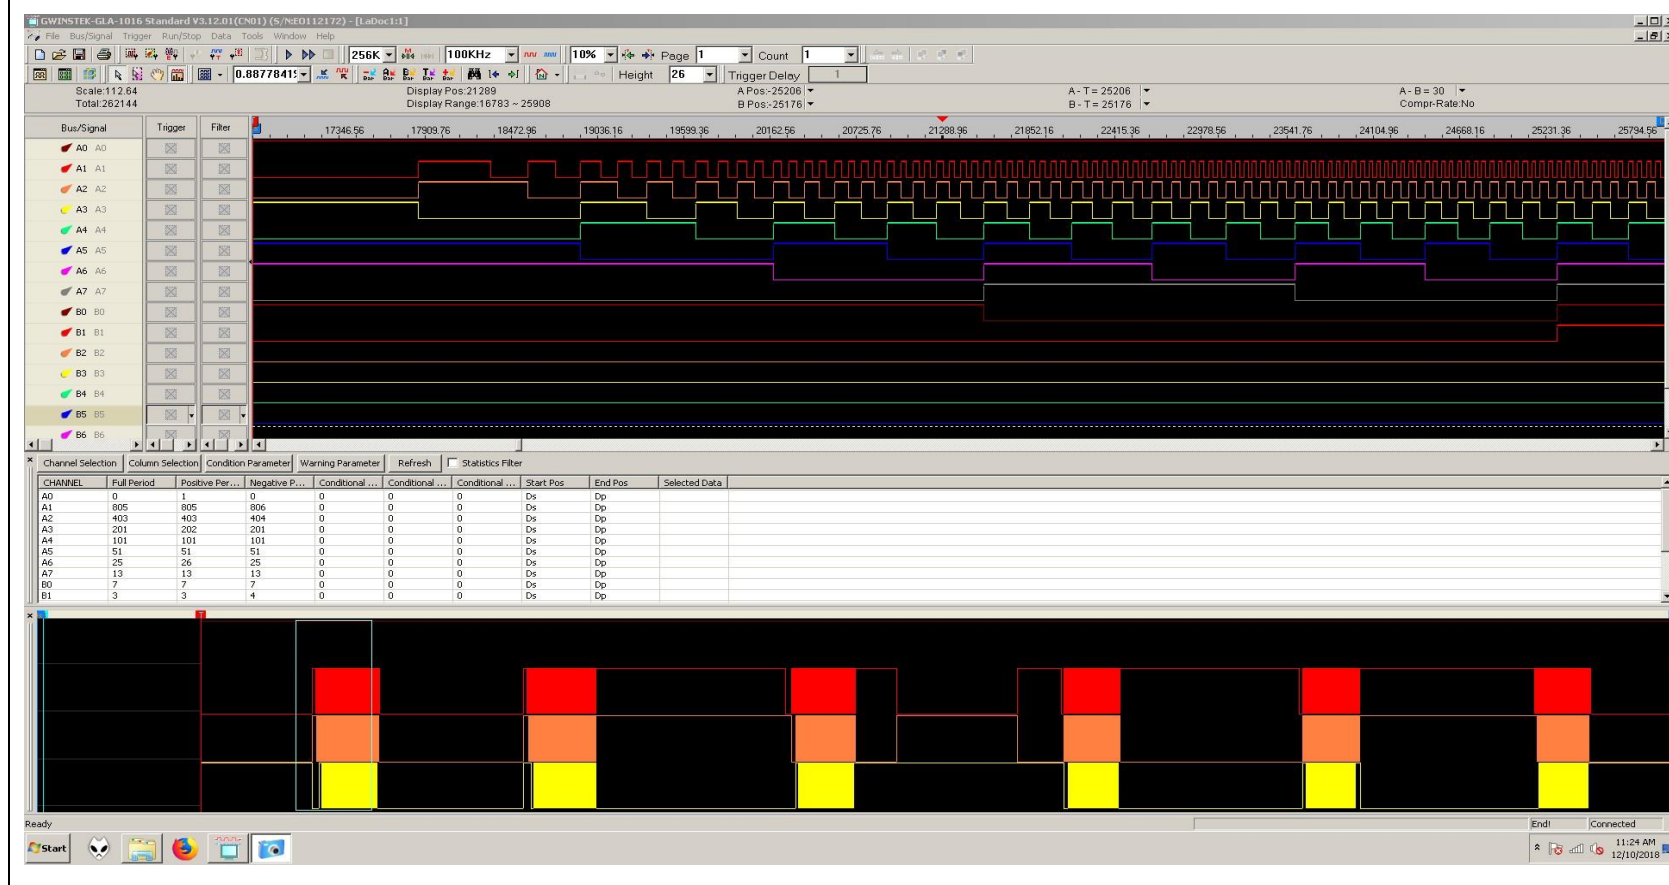 GWINSTEK-GLA-1016 Standard V3.12.01(CN01) (S/N:EO112172) - [LaDoc1:1]
File Bus/Signal Trigger Run/Stop Data Tools Window Help
256K 100KHz 10% Page 1 Count 1
0.8877841 Height 26 Trigger Delay 1
Scale:112.64 Display Pos:21289 A Pos:-25206 A - T = 25206 A - B = 30
Total:262144 Display Range:16783 ~ 25908 B Pos:-25176 B - T = 25176 Compr-Rate:No
Bus/Signal Trigger Filter 17346.56 17909.76 18472.96 19036.16 19599.36 20162.56 20725.76 21288.96 21852.16 22415.36 22978.56 23541.76 24104.96 24668.16 25231.36 25794.56
A0 A0
A1 A1
A2 A2
A3 A3
A4 A4
A5 A5
A6 A6
A7 A7
B0 B0
B1 B1
B2 B2
B3 B3
B4 B4
B5 B5
B6 B6
Channel Selection Column Selection Condition Parameter Warning Parameter Refresh Statistics Filter
CHANNEL Full Period Positive Per... Negative P... Conditional ... Conditional ... Conditional ... Start Pos End Pos Selected Data
A0 0 1 0 0 0 0 Ds Dp
A1 805 805 806 0 0 0 Ds Dp
A2 403 403 404 0 0 0 Ds Dp
A3 201 202 201 0 0 0 Ds Dp
A4 101 101 101 0 0 0 Ds Dp
A5 51 51 51 0 0 0 Ds Dp
A6 25 26 25 0 0 0 Ds Dp
A7 13 13 13 0 0 0 Ds Dp
B0 7 7 7 0 0 0 Ds Dp
B1 3 3 4 0 0 0 Ds Dp
T
Ready End! Connected
Start 11:24 AM
12/10/2018